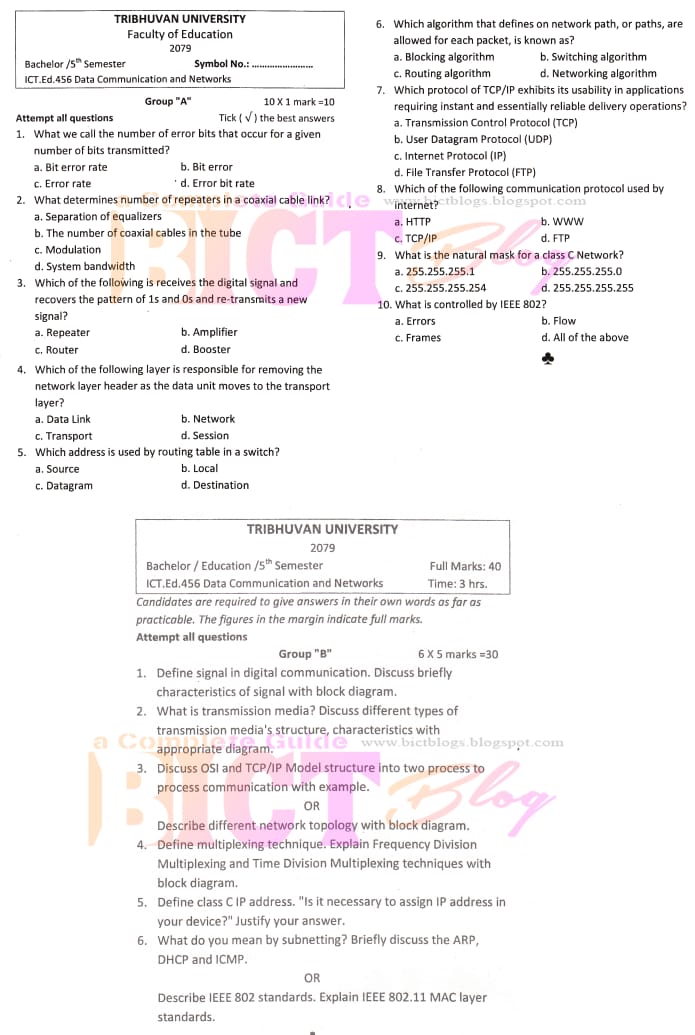 TRIBHUVAN UNIVERSITY
Faculty of Education
2079
Bachelor /5th Semester Symbol No.: ........................
ICT.Ed.456 Data Communication and Networks
Group "A" 10 X 1 mark =10
Attempt all questions Tick ( √ ) the best answers
1. What we call the number of error bits that occur for a given
number of bits transmitted?
a. Bit error rate b. Bit error
c. Error rate d. Error bit rate
2. What determines number of repeaters in a coaxial cable link?
a. Separation of equalizers
b. The number of coaxial cables in the tube
c. Modulation
d. System bandwidth
3. Which of the following is receives the digital signal and
recovers the pattern of 1s and 0s and re-transmits a new
signal?
a. Repeater b. Amplifier
c. Router d. Booster
4. Which of the following layer is responsible for removing the
network layer header as the data unit moves to the transport
layer?
a. Data Link b. Network
c. Transport d. Session
5. Which address is used by routing table in a switch?
a. Source b. Local
c. Datagram d. Destination
6. Which algorithm that defines on network path, or paths, are
allowed for each packet, is known as?
a. Blocking algorithm b. Switching algorithm
c. Routing algorithm d. Networking algorithm
7. Which protocol of TCP/IP exhibits its usability in applications
requiring instant and essentially reliable delivery operations?
a. Transmission Control Protocol (TCP)
b. User Datagram Protocol (UDP)
c. Internet Protocol (IP)
d. File Transfer Protocol (FTP)
8. Which of the following communication protocol used by
internet?
a. HTTP b. WWW
c. TCP/IP d. FTP
9. What is the natural mask for a class C Network?
a. 255.255.255.1 b. 255.255.255.0
c. 255.255.255.254 d. 255.255.255.255
10. What is controlled by IEEE 802?
a. Errors b. Flow
c. Frames d. All of the above
a Complete Guide www.bictblogs.blogspot.com
BICT Blog
TRIBHUVAN UNIVERSITY
2079
Bachelor / Education /5th Semester Full Marks: 40
ICT.Ed.456 Data Communication and Networks Time: 3 hrs.
Candidates are required to give answers in their own words as far as
practicable. The figures in the margin indicate full marks.
Attempt all questions
Group "B" 6 X 5 marks =30
1. Define signal in digital communication. Discuss briefly
characteristics of signal with block diagram.
2. What is transmission media? Discuss different types of
transmission media's structure, characteristics with
appropriate diagram.
a Complete Guide www.bictblogs.blogspot.com
BICT Blog
3. Discuss OSI and TCP/IP Model structure into two process to
process communication with example.
OR
Describe different network topology with block diagram.
4. Define multiplexing technique. Explain Frequency Division
Multiplexing and Time Division Multiplexing techniques with
block diagram.
5. Define class C IP address. "Is it necessary to assign IP address in
your device?" Justify your answer.
6. What do you mean by subnetting? Briefly discuss the ARP,
DHCP and ICMP.
OR
Describe IEEE 802 standards. Explain IEEE 802.11 MAC layer
standards.